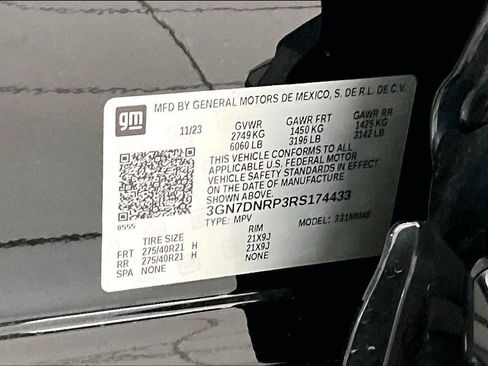 gm
MFD BY GENERAL MOTORS DE MEXICO, S. DE R.L. DE C.V.
11/23 GVWR GAWR FRT GAWR RR
2749 KG 1450 KG 1425 KG
6060 LB 3196 LB 3142 LB
THIS VEHICLE CONFORMS TO ALL
APPLICABLE U.S. FEDERAL MOTOR
VEHICLE SAFETY STANDARDS IN EFFECT
ON THE DATE OF MANUFACTURE
SHOWN ABOVE.
3GN7DNRP3RS174433
8555 TYPE: MPV MODEL: 331MM48
TIRE SIZE RIM
FRT 275/40R21 H 21X9J
RR 275/40R21 H 21X9J
SPA NONE NONE